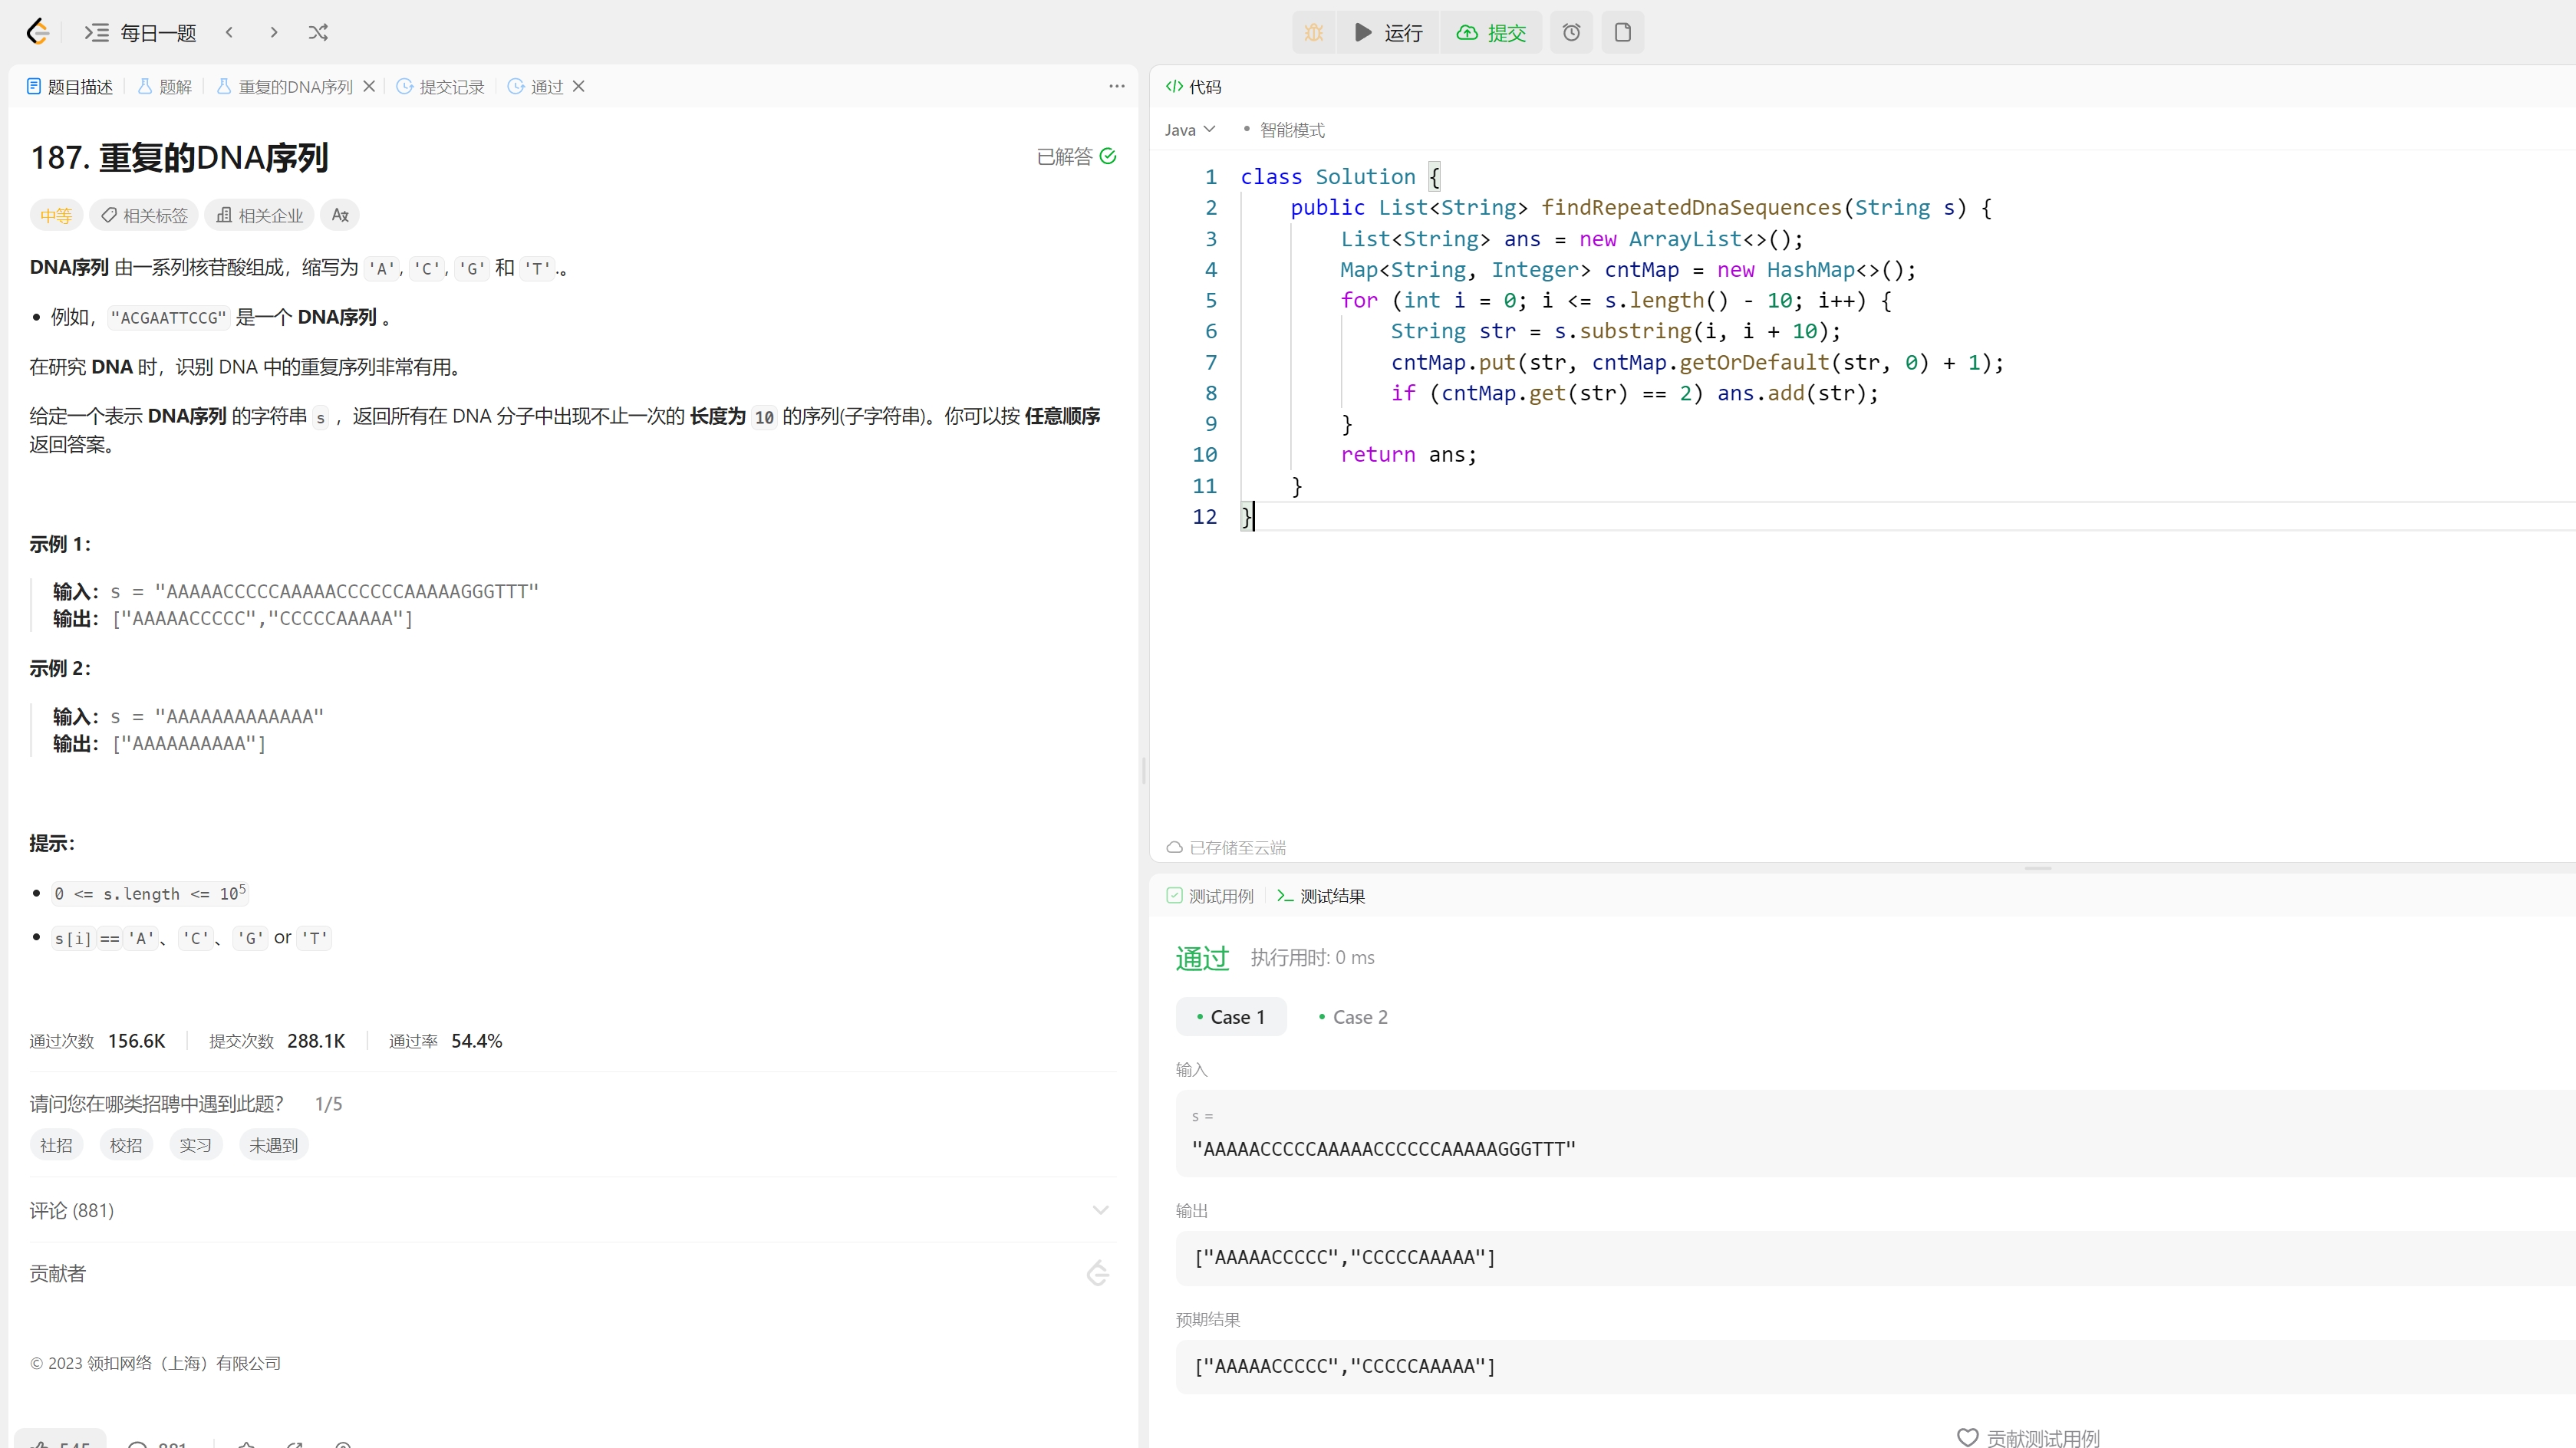 每日一题
运行
提交
题目描述
题解
重复的DNA序列
提交记录
通过
187. 重复的DNA序列
已解答
中等
相关标签
相关企业
DNA序列 由一系列核苷酸组成，缩写为 'A', 'C', 'G' 和 'T'.。
例如，"ACGAATTCCG" 是一个 DNA序列 。
在研究 DNA 时，识别 DNA 中的重复序列非常有用。
给定一个表示 DNA序列 的字符串 s ，返回所有在 DNA 分子中出现不止一次的 长度为 10 的序列(子字符串)。你可以按 任意顺序
返回答案。
示例 1：
输入：s = "AAAAACCCCCAAAAACCCCCCAAAAAGGGTTT"
输出：["AAAAACCCCC","CCCCCAAAAA"]
示例 2：
输入：s = "AAAAAAAAAAAAA"
输出：["AAAAAAAAAA"]
提示：
0 <= s.length <= 10⁵
s[i]=='A'、'C'、'G' or 'T'
通过次数 156.6K
提交次数 288.1K
通过率 54.4%
请问您在哪类招聘中遇到此题？ 1/5
社招
校招
实习
未遇到
评论 (881)
贡献者
© 2023 领扣网络（上海）有限公司
545
881
代码
Java
• 智能模式
1 class Solution {
2     public List<String> findRepeatedDnaSequences(String s) {
3         List<String> ans = new ArrayList<>();
4         Map<String, Integer> cntMap = new HashMap<>();
5         for (int i = 0; i <= s.length() - 10; i++) {
6             String str = s.substring(i, i + 10);
7             cntMap.put(str, cntMap.getOrDefault(str, 0) + 1);
8             if (cntMap.get(str) == 2) ans.add(str);
9         }
10         return ans;
11     }
12 }
已存储至云端
测试用例
测试结果
通过
执行用时: 0 ms
• Case 1
• Case 2
输入
s =
"AAAAACCCCCAAAAACCCCCCAAAAAGGGTTT"
输出
["AAAAACCCCC","CCCCCAAAAA"]
预期结果
["AAAAACCCCC","CCCCCAAAAA"]
贡献测试用例